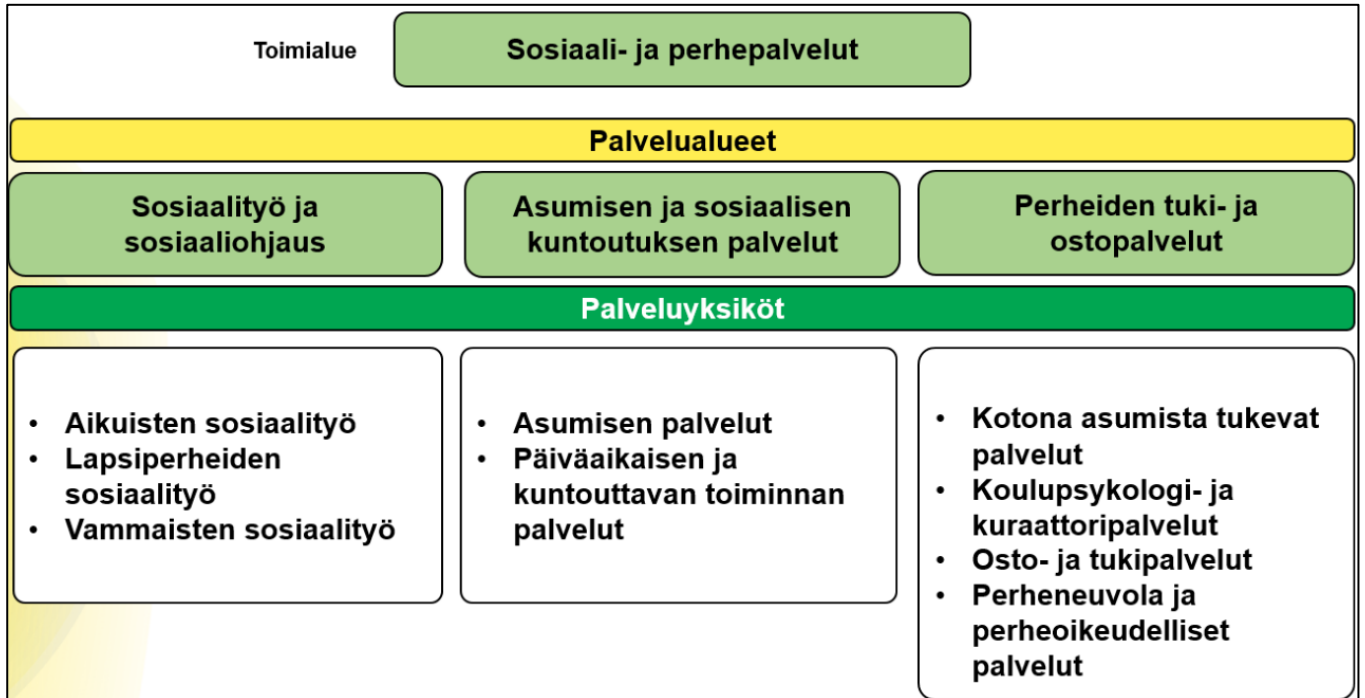 Toimialue
Sosiaali- ja perhepalvelut
Palvelualueet
Sosiaalityö ja
sosiaaliohjaus
Asumisen ja sosiaalisen
kuntoutuksen palvelut
Perheiden tuki- ja
ostopalvelut
Palveluyksiköt
• Aikuisten sosiaalityö
• Lapsiperheiden
sosiaalityö
• Vammaisten sosiaalityö
• Asumisen palvelut
• Päiväaikaisen ja
kuntouttavan toiminnan
palvelut
• Kotona asumista tukevat
palvelut
• Koulupsykologi- ja
kuraattoripalvelut
• Osto- ja tukipalvelut
• Perheneuvola ja
perheoikeudelliset
palvelut